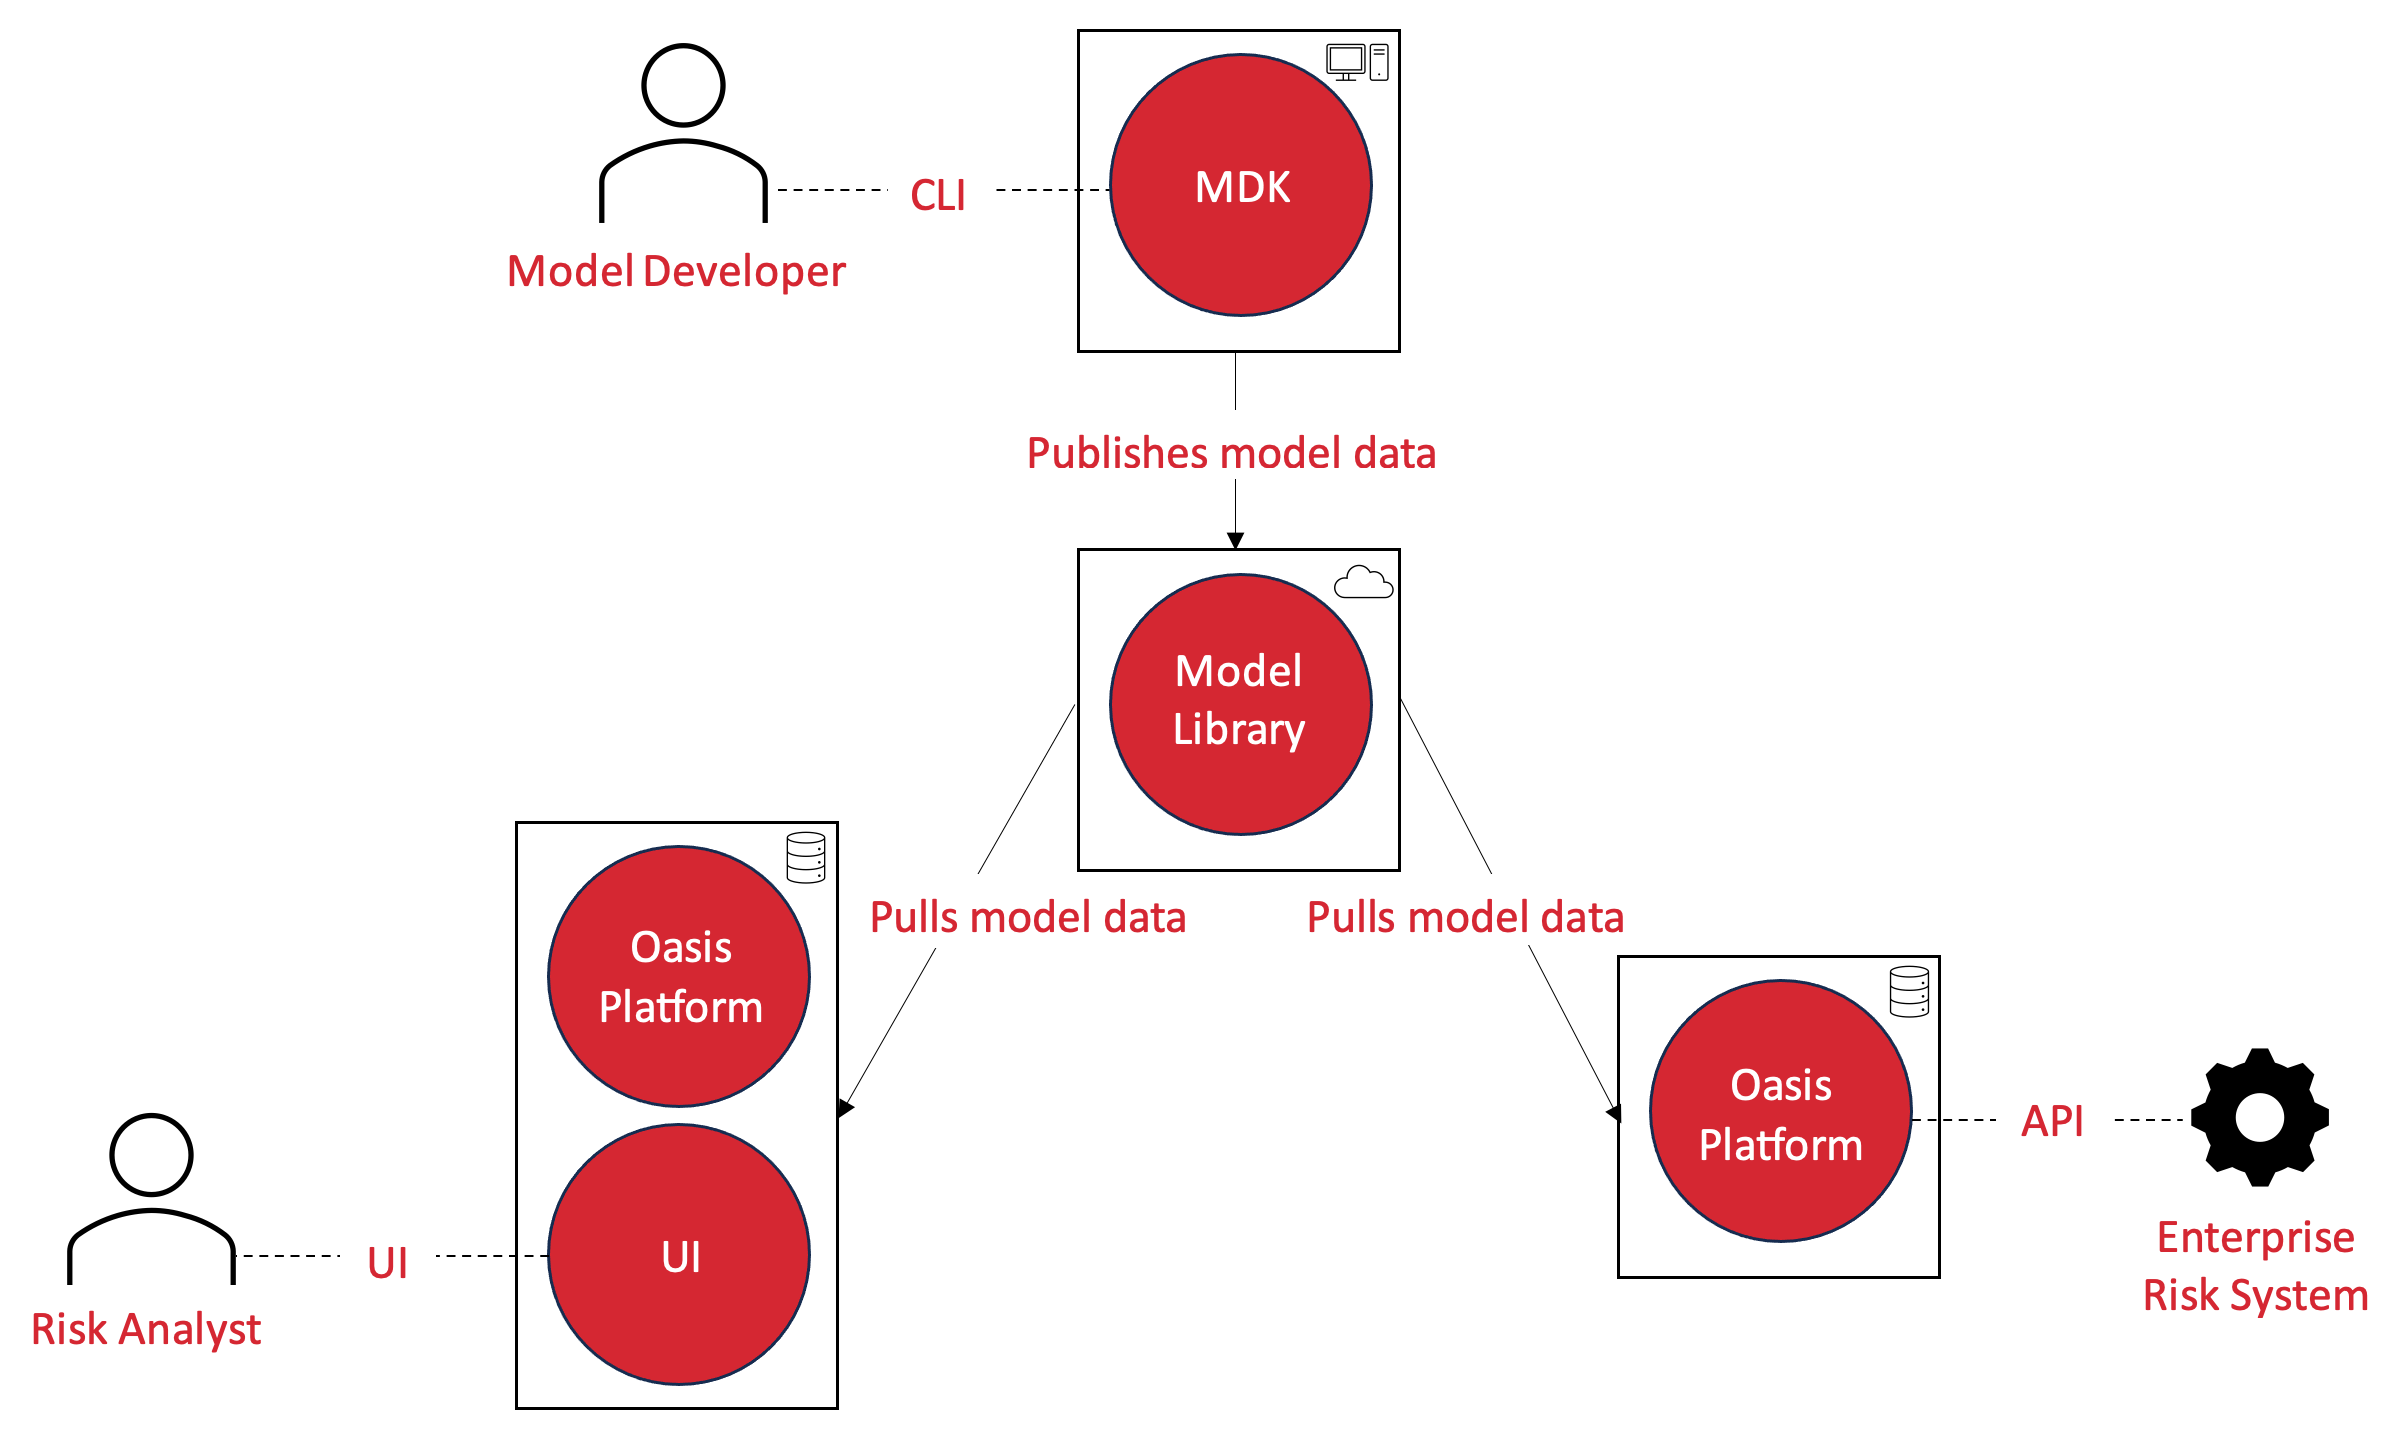 MDK
CLI
Model Developer
Publishes model data
Model
Library
Pulls model data
Pulls model data
Oasis
Platform
Oasis
Platform
API
UI
UI
Enterprise
Risk System
Risk Analyst